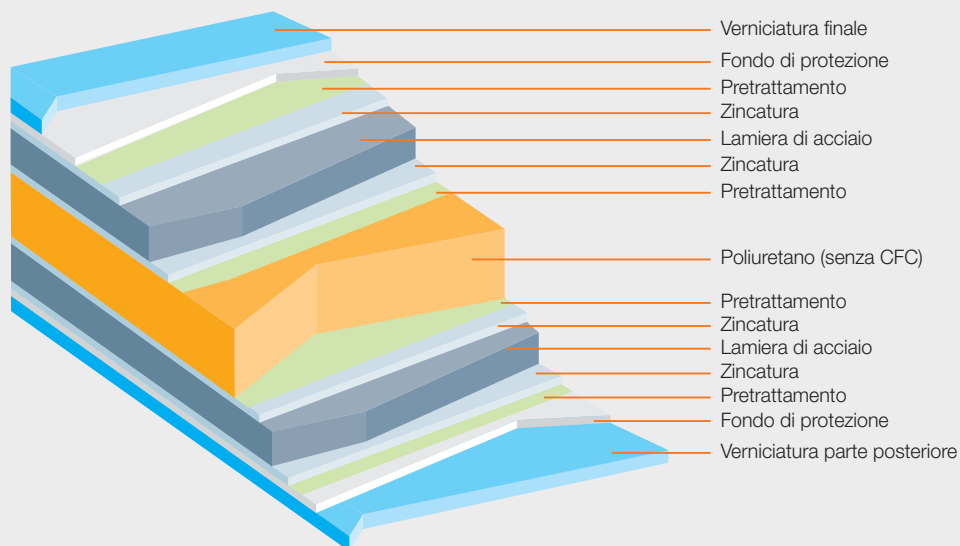 Verniciatura finale
Fondo di protezione
Pretrattamento
Zincatura
Lamiera di acciaio
Zincatura
Pretrattamento
Poliuretano (senza CFC)
Pretrattamento
Zincatura
Lamiera di acciaio
Zincatura
Pretrattamento
Fondo di protezione
Verniciatura parte posteriore